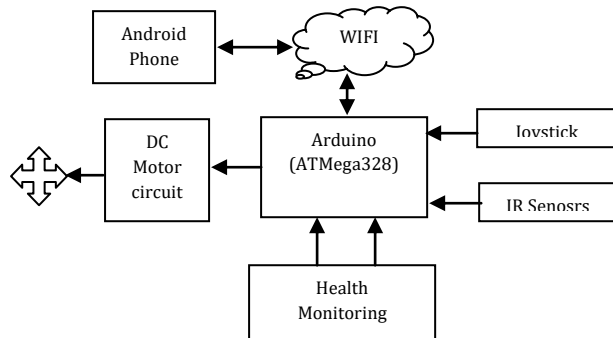 Android
Phone
WIFI
DC
Motor
circuit
Arduino
(ATMega328)
Joystick
IR Senosrs
Health
Monitoring